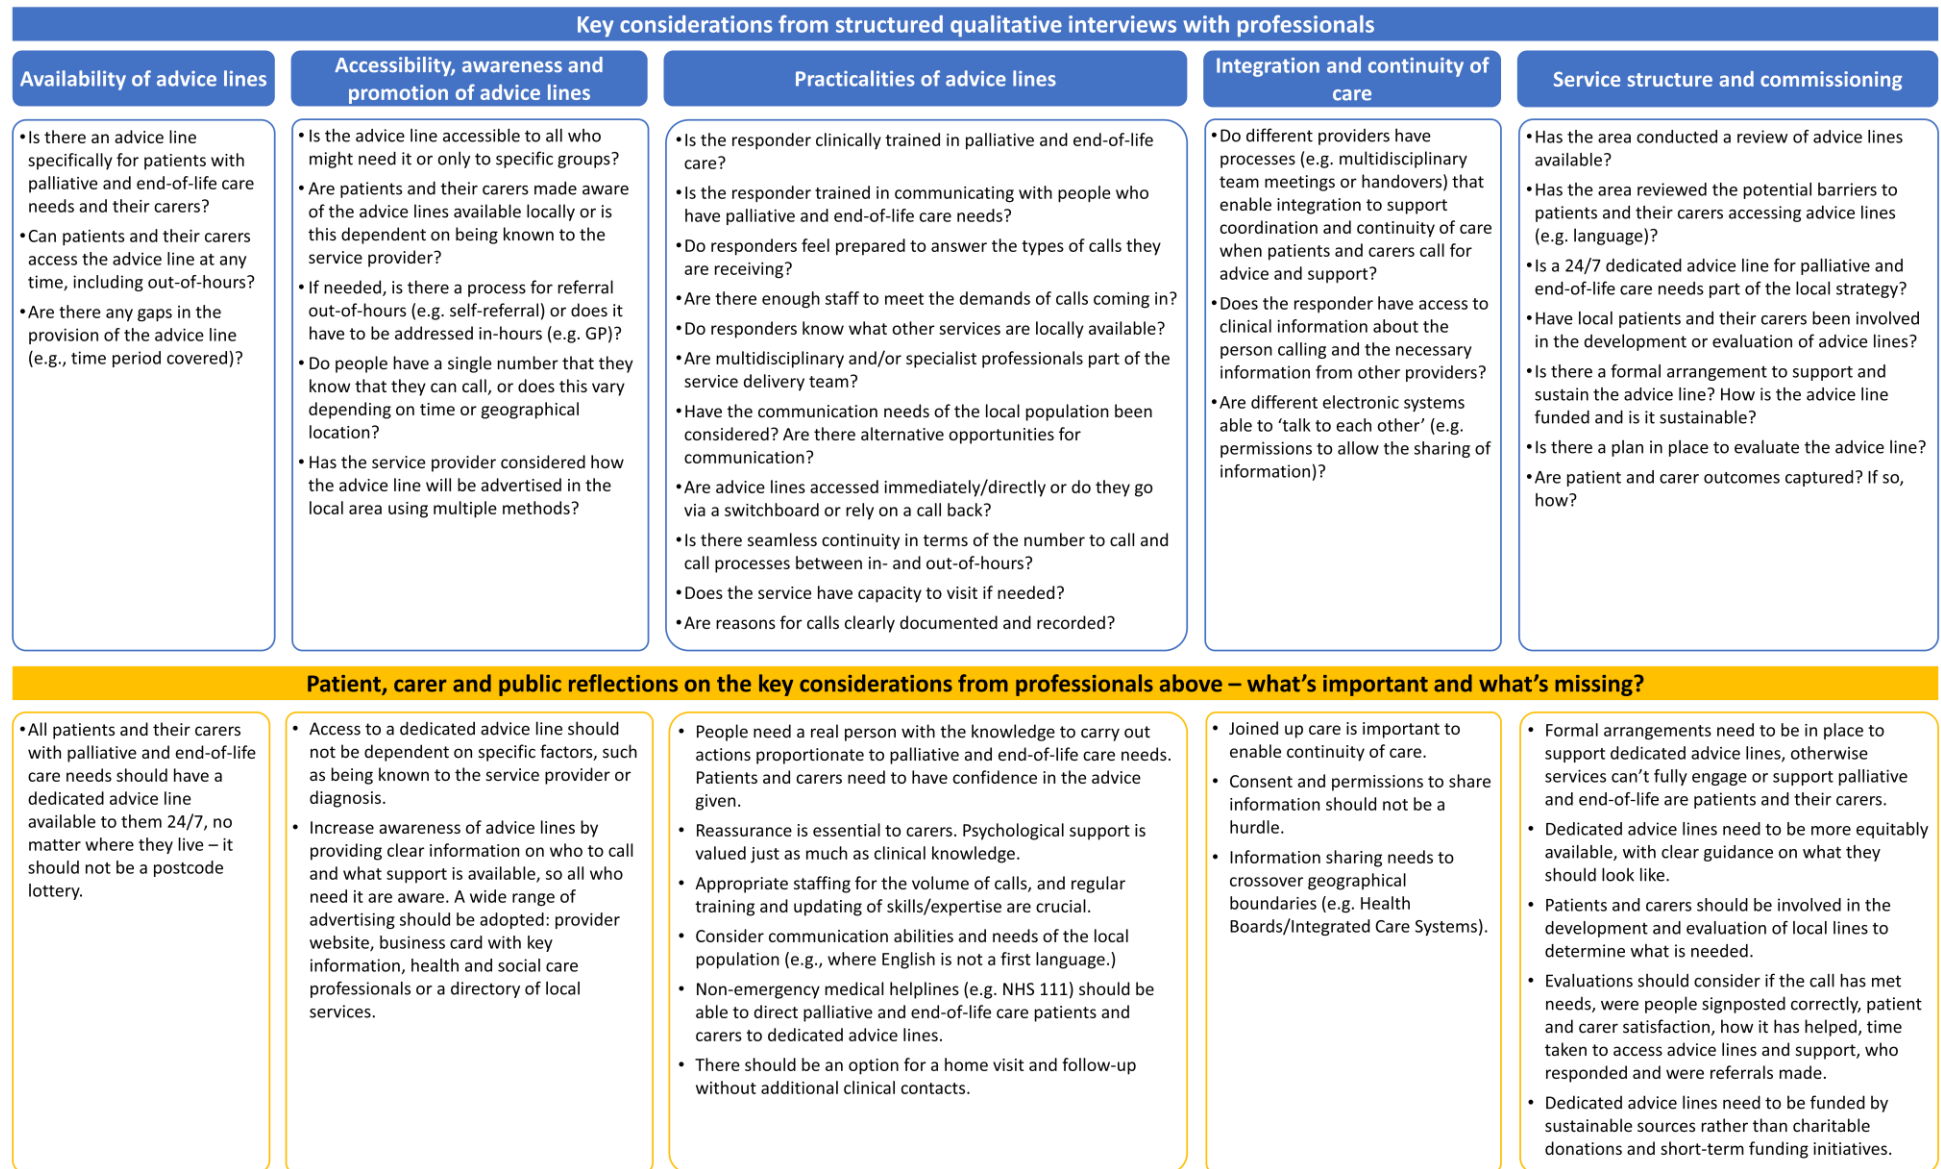 Key considerations from structured qualitative interviews with professionals
Availability of advice lines
•Is there an advice line
specifically for patients with
palliative and end-of-life care
needs and their carers?
•Can patients and their carers
access the advice line at any
time, including out-of-hours?
•Are there any gaps in the
provision of the advice line
(e.g., time period covered)?
Accessibility, awareness and
promotion of advice lines
•Is the advice line accessible to all who
might need it or only to specific groups?
•Are patients and their carers made aware
of the advice lines available locally or is
this dependent on being known to the
service provider?
•If needed, is there a process for referral
out-of-hours (e.g. self-referral) or does it
have to be addressed in-hours (e.g. GP)?
•Do people have a single number that they
know that they can call, or does this vary
depending on time or geographical
location?
•Has the service provider considered how
the advice line will be advertised in the
local area using multiple methods?
Practicalities of advice lines
•Is the responder clinically trained in palliative and end-of-life
care?
•Is the responder trained in communicating with people who
have palliative and end-of-life care needs?
•Do responders feel prepared to answer the types of calls they
are receiving?
•Are there enough staff to meet the demands of calls coming in?
•Do responders know what other services are locally available?
•Are multidisciplinary and/or specialist professionals part of the
service delivery team?
•Have the communication needs of the local population been
considered? Are there alternative opportunities for
communication?
•Are advice lines accessed immediately/directly or do they go
via a switchboard or rely on a call back?
•Is there seamless continuity in terms of the number to call and
call processes between in- and out-of-hours?
•Does the service have capacity to visit if needed?
•Are reasons for calls clearly documented and recorded?
Integration and continuity of
care
•Do different providers have
processes (e.g. multidisciplinary
team meetings or handovers) that
enable integration to support
coordination and continuity of care
when patients and carers call for
advice and support?
•Does the responder have access to
clinical information about the
person calling and the necessary
information from other providers?
•Are different electronic systems
able to ‘talk to each other’ (e.g.
permissions to allow the sharing of
information)?
Service structure and commissioning
•Has the area conducted a review of advice lines
available?
•Has the area reviewed the potential barriers to
patients and their carers accessing advice lines
(e.g. language)?
•Is a 24/7 dedicated advice line for palliative and
end-of-life care needs part of the local strategy?
•Have local patients and their carers been involved
in the development or evaluation of advice lines?
•Is there a formal arrangement to support and
sustain the advice line? How is the advice line
funded and is it sustainable?
•Is there a plan in place to evaluate the advice line?
•Are patient and carer outcomes captured? If so,
how?
Patient, carer and public reflections on the key considerations from professionals above – what’s important and what’s missing?
•All patients and their carers
with palliative and end-of-life
care needs should have a
dedicated advice line
available to them 24/7, no
matter where they live – it
should not be a postcode
lottery.
• Access to a dedicated advice line should
not be dependent on specific factors, such
as being known to the service provider or
diagnosis.
• Increase awareness of advice lines by
providing clear information on who to call
and what support is available, so all who
need it are aware. A wide range of
advertising should be adopted: provider
website, business card with key
information, health and social care
professionals or a directory of local
services.
• People need a real person with the knowledge to carry out
actions proportionate to palliative and end-of-life care needs.
Patients and carers need to have confidence in the advice
given.
• Reassurance is essential to carers. Psychological support is
valued just as much as clinical knowledge.
• Appropriate staffing for the volume of calls, and regular
training and updating of skills/expertise are crucial.
• Consider communication abilities and needs of the local
population (e.g., where English is not a first language.)
• Non-emergency medical helplines (e.g. NHS 111) should be
able to direct palliative and end-of-life care patients and
carers to dedicated advice lines.
• There should be an option for a home visit and follow-up
without additional clinical contacts.
• Joined up care is important to
enable continuity of care.
• Consent and permissions to share
information should not be a
hurdle.
• Information sharing needs to
crossover geographical
boundaries (e.g. Health
Boards/Integrated Care Systems).
• Formal arrangements need to be in place to
support dedicated advice lines, otherwise
services can’t fully engage or support palliative
and end-of-life are patients and their carers.
• Dedicated advice lines need to be more equitably
available, with clear guidance on what they
should look like.
• Patients and carers should be involved in the
development and evaluation of local lines to
determine what is needed.
• Evaluations should consider if the call has met
needs, were people signposted correctly, patient
and carer satisfaction, how it has helped, time
taken to access advice lines and support, who
responded and were referrals made.
• Dedicated advice lines need to be funded by
sustainable sources rather than charitable
donations and short-term funding initiatives.